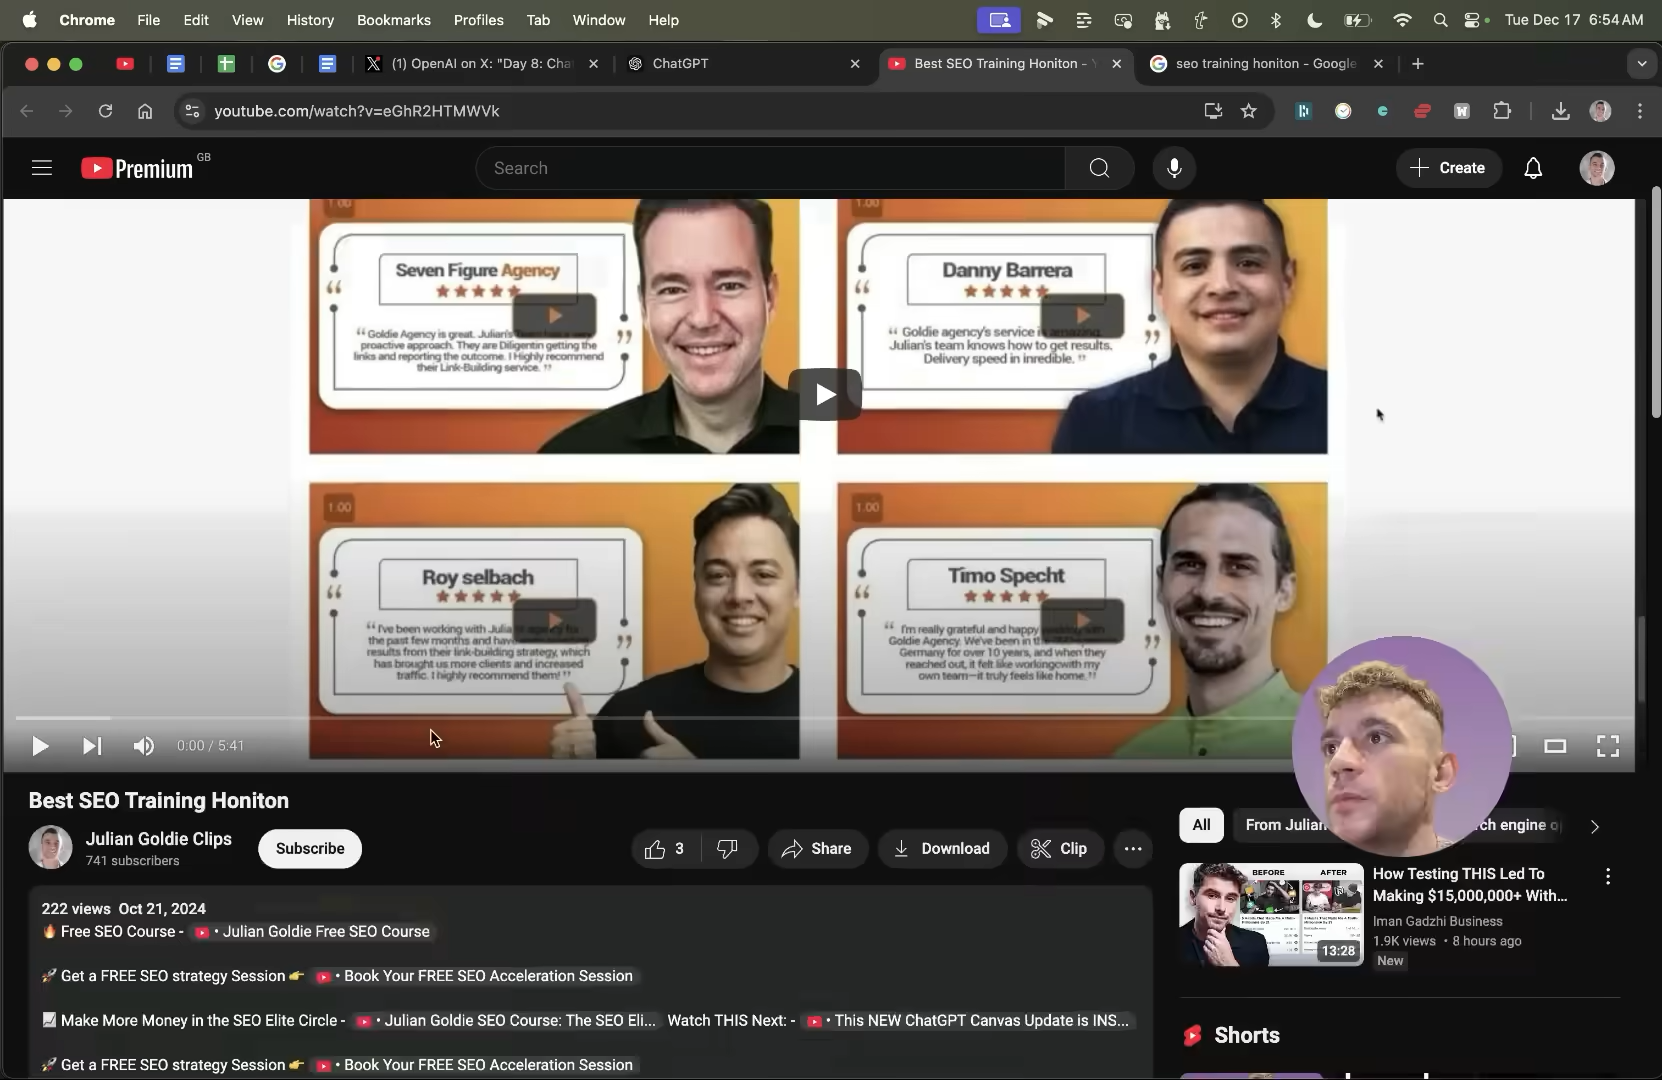 Chrome File Edit View History Bookmarks Profiles Tab Window Help Tue Dec 17 6:54 AM
(1) OpenAI on X: "Day 8: Cha
ChatGPT
Best SEO Training Honiton -
seo training honiton - Google
youtube.com/watch?v=eGhR2HTMWVk
Premium GB
Search
Create
1.00
1.00
Seven Figure Agency
Goldie Agency is great. Julian's
proactive approach. They are Diligentin getting the
links and reporting the outcome. I Highly recommend
their Link-Building service.
Danny Barrera
Goldie agency's service is amazing.
Julian's team knows how to get results.
Delivery speed in inredible.
1.00
Roy selbach
I've been working with
the past few months and have
results from their link-building strategy, which
has brought us more clients and increased
traffic. I highly recommend them!
1.00
Timo Specht
I'm really grateful and happy
Goldie Agency. We've been in
Germany for over 10 years, and when they
reached out, it felt like workingwith my
own team—it truly feels like home.
0:00 / 5:41
Best SEO Training Honiton
Julian Goldie Clips
741 subscribers
Subscribe
3
Share
Download
Clip
All
From Julian
rch engine o
222 views Oct 21, 2024
🔥 Free SEO Course - • Julian Goldie Free SEO Course
🚀 Get a FREE SEO strategy Session 👉 • Book Your FREE SEO Acceleration Session
📈 Make More Money in the SEO Elite Circle - • Julian Goldie SEO Course: The SEO Eli... Watch THIS Next: - • This NEW ChatGPT Canvas Update is INS...
🚀 Get a FREE SEO strategy Session 👉 • Book Your FREE SEO Acceleration Session
BEFORE AFTER
13:28
How Testing THIS Led To
Making $15,000,000+ With...
Iman Gadzhi Business
1.9K views • 8 hours ago
New
Shorts